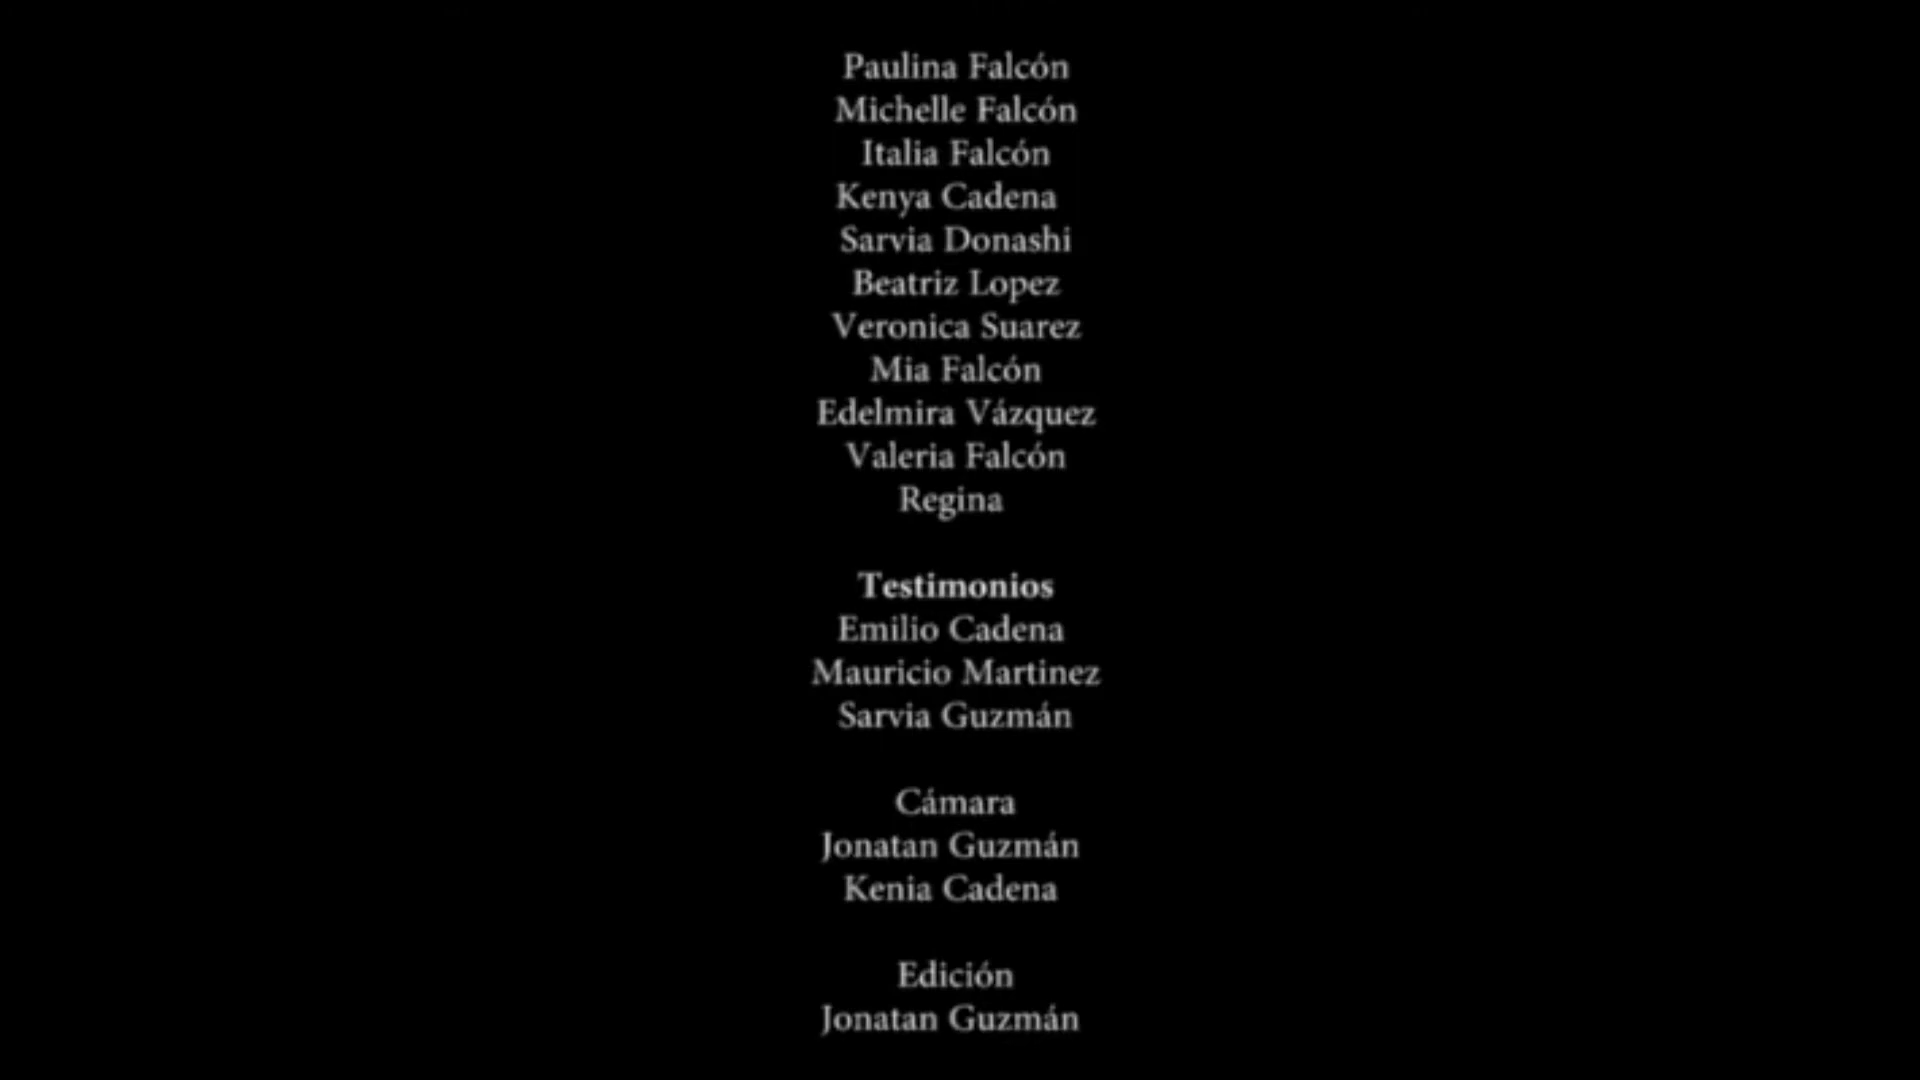 Paulina Falcón
Michelle Falcón
Italia Falcón
Kenya Cadena
Sarvia Donashi
Beatriz Lopez
Veronica Suarez
Mia Falcón
Edelmira Vázquez
Valeria Falcón
Regina
Testimonios
Emilio Cadena
Mauricio Martinez
Sarvia Guzmán
Cámara
Jonatan Guzmán
Kenia Cadena
Edición
Jonatan Guzmán